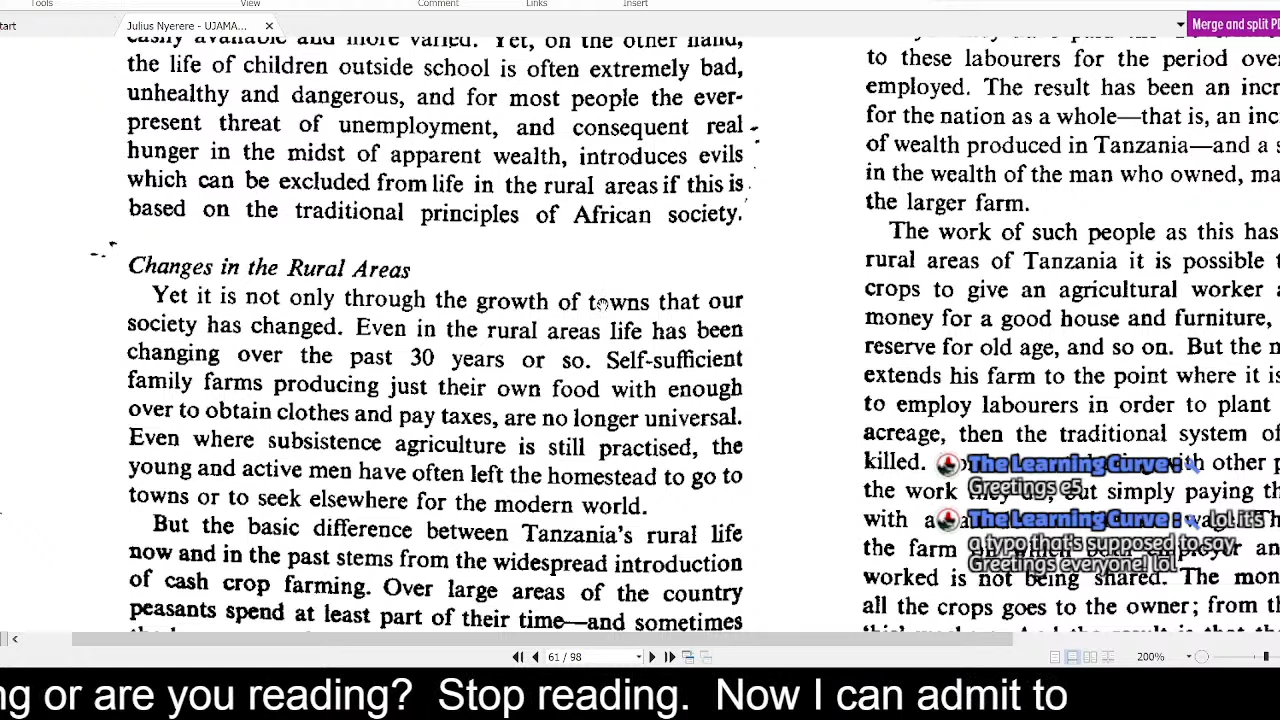 Tools View Comment Links Insert
tart Julius Nyerere - UJAMA... × Merge and split PD
easily available and more varied. Yet, on the other hand,
the life of children outside school is often extremely bad,
unhealthy and dangerous, and for most people the ever-
present threat of unemployment, and consequent real
hunger in the midst of apparent wealth, introduces evils
which can be excluded from life in the rural areas if this is
based on the traditional principles of African society.
Changes in the Rural Areas
Yet it is not only through the growth of towns that our
society has changed. Even in the rural areas life has been
changing over the past 30 years or so. Self-sufficient
family farms producing just their own food with enough
over to obtain clothes and pay taxes, are no longer universal.
Even where subsistence agriculture is still practised, the
young and active men have often left the homestead to go to
towns or to seek elsewhere for the modern world.
But the basic difference between Tanzania's rural life
now and in the past stems from the widespread introduction
of cash crop farming. Over large areas of the country
peasants spend at least part of their time—and sometimes
to these labourers for the period over
employed. The result has been an incr
for the nation as a whole—that is, an inc
of wealth produced in Tanzania—and a s
in the wealth of the man who owned, ma
the larger farm.
The work of such people as this has
rural areas of Tanzania it is possible t
crops to give an agricultural worker a
money for a good house and furniture,
reserve for old age, and so on. But the m
extends his farm to the point where it is
to employ labourers in order to plant
acreage, then the traditional system of
killed. with other p
the work but simply paying th
with a
the farm an
worked is not being shared. The mon
all the crops goes to the owner; from th
The Learning Curve :
Greetings e5
The Learning Curve : lol it's
a typo that's supposed to say
Greetings everyone! lol
61 / 98 200%
ng or are you reading? Stop reading. Now I can admit to